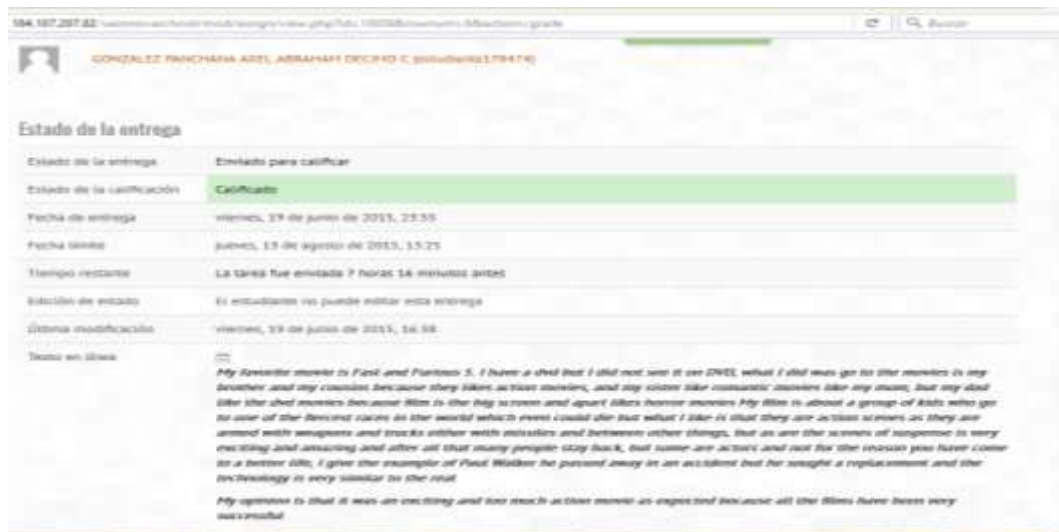 184.107.207.82
Buscar
GONZALEZ PANCHANA AXEL ABRAHAM DECIMO C
Estado de la entrega
Estado de la entrega Enviado para calificar
Estado de la calificación Calificado
Fecha de entrega viernes, 19 de junio de 2015, 23:55
Fecha límite jueves, 13 de agosto de 2015, 13:25
Tiempo restante La tarea fue enviada 7 horas 16 minutos antes
Edición de estado El estudiante no puede editar esta entrega
Última modificación viernes, 19 de junio de 2015, 16:38
Texto en línea
My favorite movie is Fast and Furious 5. I have a dvd but I did not see it on DVD, what I did was go to the movies is my
brother and my cousins because they likes action movies, and my sister like romantic movies like my mum, but my dad
like the dvd movies because film is the big screen and apart likes horror movies My film is about a group of kids who go
to one of the fiercest races in the world which even could die but what I like is that they are action scenes as they are
armed with weapons and trucks either with missiles and between other things, but as are the scenes of suspense is very
exciting and amazing and after all that many people stay back, but some are actors and not for the reason you have come
to a better life, I give the example of Paul Walker he passed away in an accident but he sought a replacement and the
technology is very similar to the real
My opinion is that it was an exciting and too much action movie as expected because all the films have been very
successful